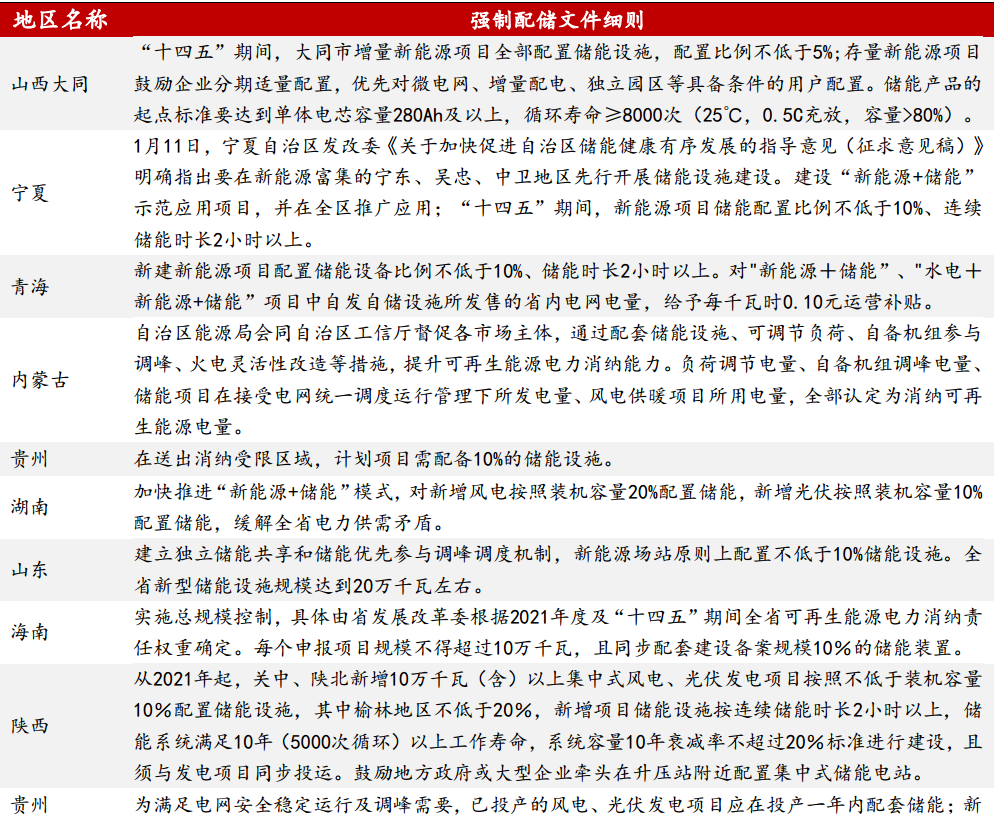 地区名称 强制配储文件细则
“十四五”期间，大同市增量新能源项目全部配置储能设施，配置比例不低于5%;存量新能源项目
山西大同 鼓励企业分期适量配置，优先对微电网、增量配电、独立园区等具备条件的用户配置。储能产品的
起点标准要达到单体电芯容量280Ah及以上，循环寿命≥8000次（25℃，0.5C充放，容量>80%）。
1月11日，宁夏自治区发改委《关于加快促进自治区储能健康有序发展的指导意见（征求意见稿）》
宁夏 明确指出要在新能源富集的宁东、吴忠、中卫地区先行开展储能设施建设。建设“新能源+储能”
示范应用项目，并在全区推广应用；“十四五”期间，新能源项目储能配置比例不低于10%、连续
储能时长2小时以上。
青海 新建新能源项目配置储能设备比例不低于10%、储能时长2小时以上。对"新能源＋储能”、"水电＋
新能源+储能”项目中自发自储设施所发售的省内电网电量，给予每千瓦时0.10元运营补贴。
自治区能源局会同自治区工信厅督促各市场主体，通过配套储能设施、可调节负荷、自备机组参与
内蒙古 调峰、火电灵活性改造等措施，提升可再生能源电力消纳能力。负荷调节电量、自备机组调峰电量、
储能项目在接受电网统一调度运行管理下所发电量、风电供暖项目所用电量，全部认定为消纳可再
生能源电量。
贵州 在送出消纳受限区域，计划项目需配备10%的储能设施。
湖南 加快推进“新能源+储能”模式，对新增风电按照装机容量20%配置储能，新增光伏按照装机容量10%
配置储能，缓解全省电力供需矛盾。
山东 建立独立储能共享和储能优先参与调峰调度机制，新能源场站原则上配置不低于10%储能设施。全
省新型储能设施规模达到20万千瓦左右。
海南 实施总规模控制，具体由省发展改革委根据2021年度及“十四五”期间全省可再生能源电力消纳责
任权重确定。每个申报项目规模不得超过10万千瓦，且同步配套建设备案规模10％的储能装置。
从2021年起，关中、陕北新增10万千瓦（含）以上集中式风电、光伏发电项目按照不低于装机容量
陕西 10％配置储能设施，其中榆林地区不低于20％，新增项目储能设施按连续储能时长2小时以上，储
能系统满足10年（5000次循环）以上工作寿命，系统容量10年衰减率不超过20％标准进行建设，且
须与发电项目同步投运。鼓励地方政府或大型企业牵头在升压站附近配置集中式储能电站。
贵州 为满足电网安全稳定运行及调峰需要，已投产的风电、光伏发电项目应在投产一年内配套储能；新